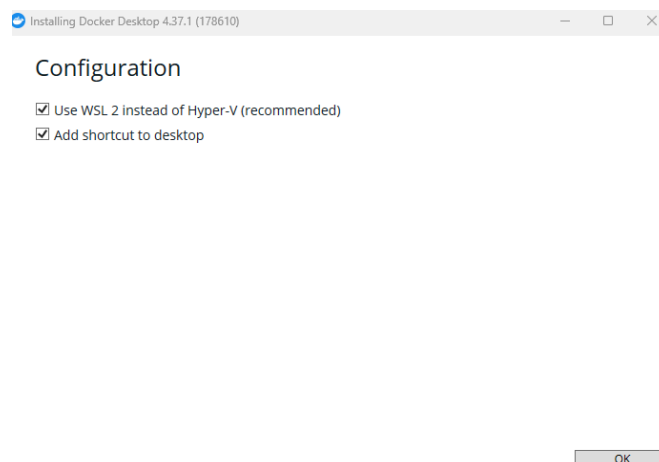 Installing Docker Desktop 4.37.1 (178610)
Configuration
Use WSL 2 instead of Hyper-V (recommended)
Add shortcut to desktop
OK